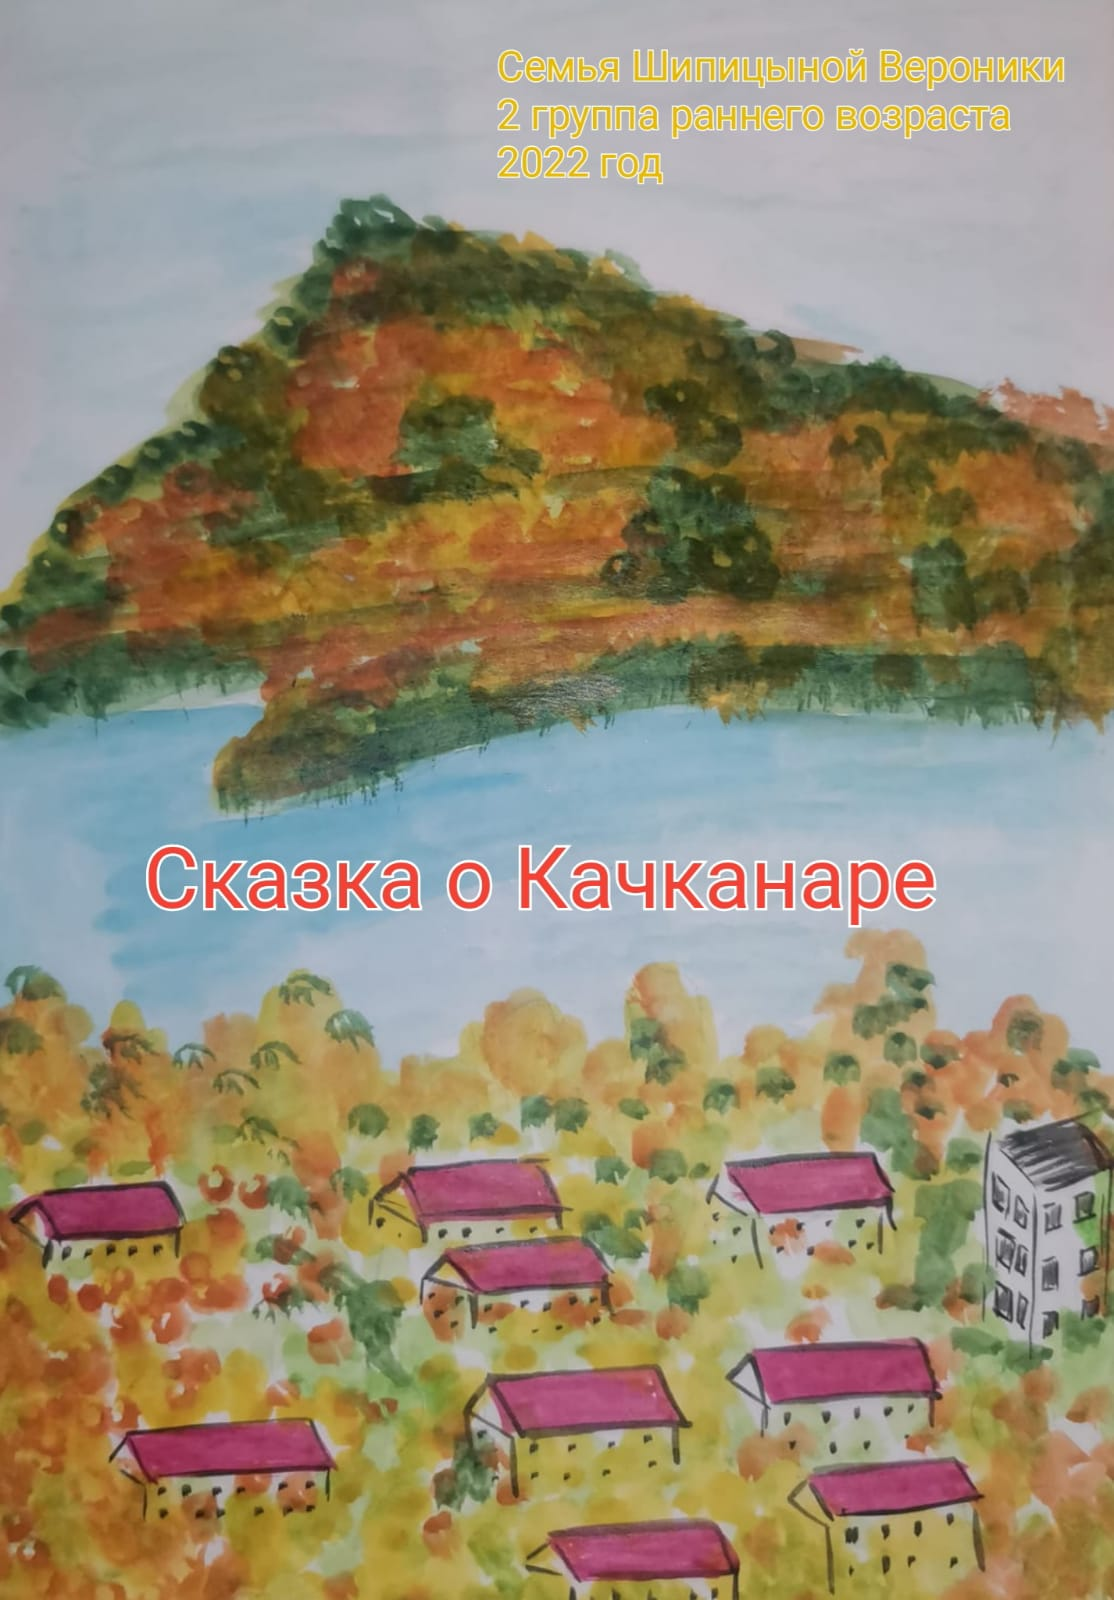 Семья Шипицыной Вероники
2 группа раннего возраста
2022 год
Сказка о Качканаре